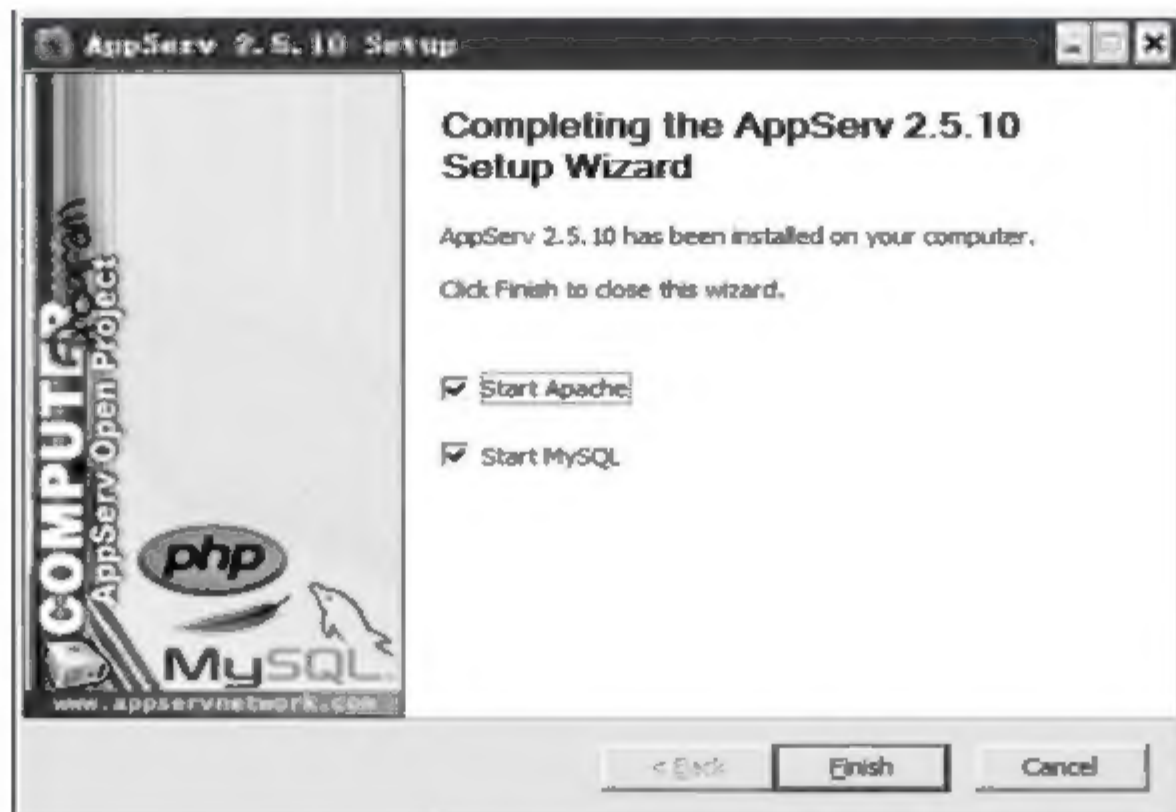 AppServ 2.5.10 Setup
Completing the AppServ 2.5.10
Setup Wizard
AppServ 2.5.10 has been installed on your computer.
Click Finish to close this wizard.
Start Apache
Start MySQL
COMPUTER
AppServ Open Project
php
MySQL
www.appservnetwork.com
< Back
Finish
Cancel